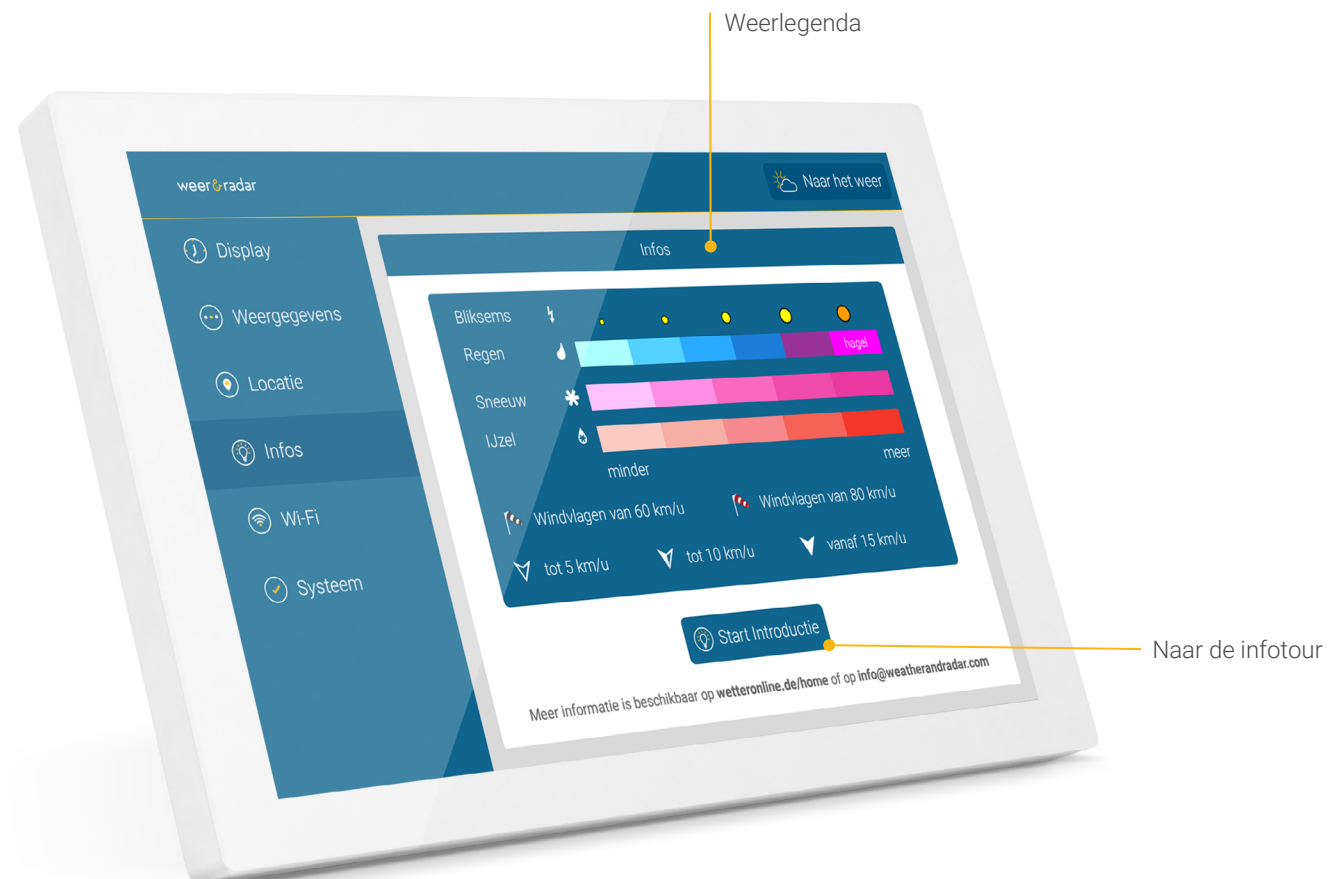 Weerlegenda
weer&radar
Naar het weer
Display
Weergegevens
Locatie
Infos
Wi-Fi
Systeem
Infos
Bliksems
Regen
hagel
Sneeuw
IJzel
minder
meer
Windvlagen van 60 km/u
Windvlagen van 80 km/u
tot 5 km/u
tot 10 km/u
vanaf 15 km/u
Start Introductie
Naar de infotour
Meer informatie is beschikbaar op wetteronline.de/home of op info@weatherandradar.com